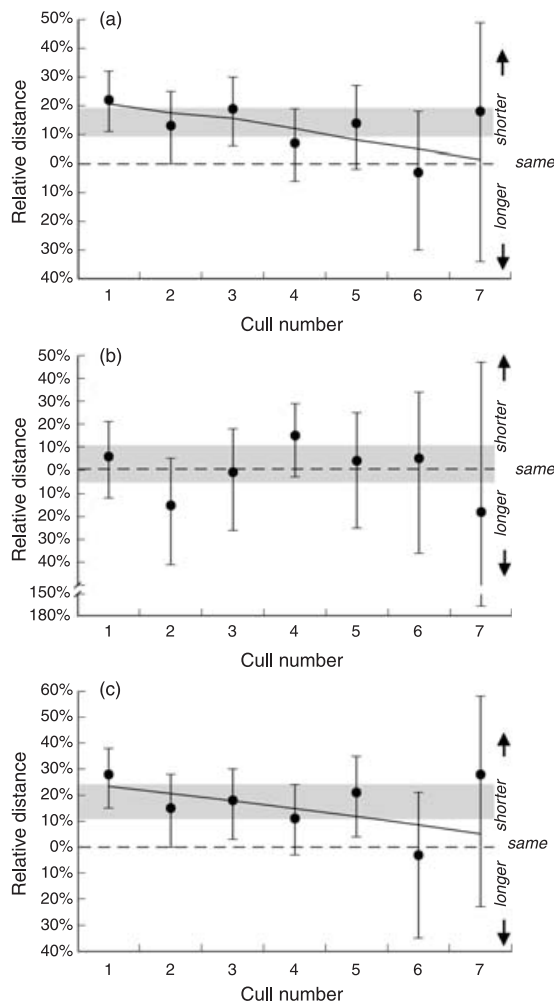 (a)
50%
40%
30%
20%
10%
0%
10%
20%
30%
40%
Relative distance
shorter
same
longer
1 2 3 4 5 6 7
Cull number
(b)
50%
40%
30%
20%
10%
0%
10%
20%
30%
40%
150%
180%
Relative distance
shorter
same
longer
1 2 3 4 5 6 7
Cull number
(c)
60%
50%
40%
30%
20%
10%
0%
10%
20%
30%
40%
Relative distance
shorter
same
longer
1 2 3 4 5 6 7
Cull number